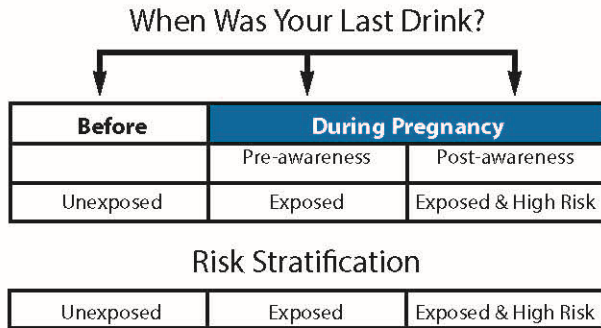 When Was Your Last Drink?
Before During Pregnancy
Pre-awareness Post-awareness
Unexposed Exposed Exposed & High Risk
Risk Stratification
Unexposed Exposed Exposed & High Risk